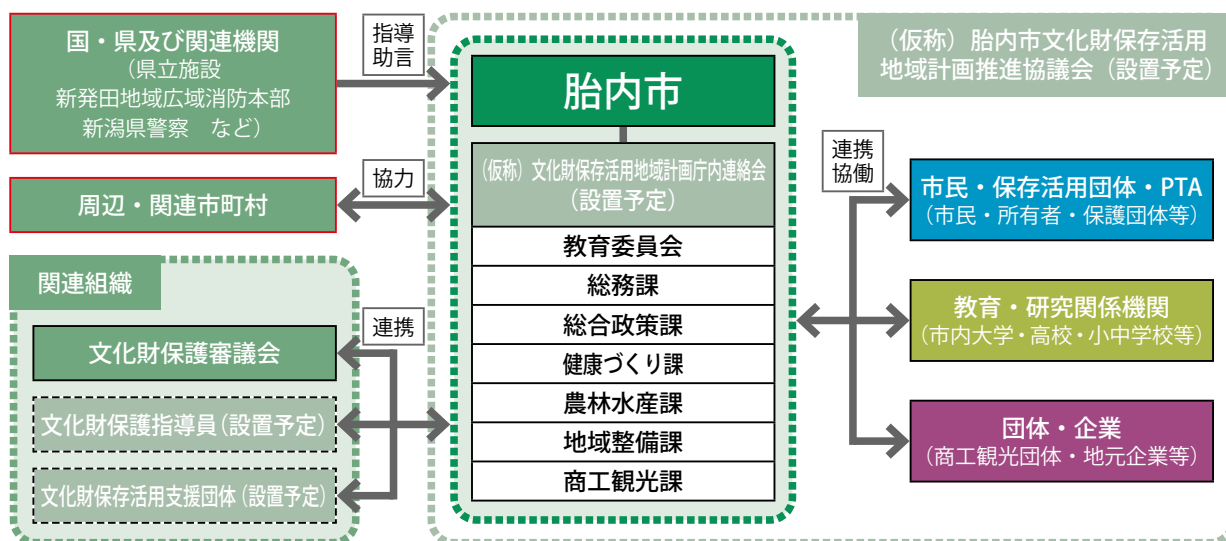 国・県及び関連機関
（県立施設
新発田地域広域消防本部
新潟県警察　など）
指導
助言
周辺・関連市町村
協力
関連組織
文化財保護審議会
文化財保護指導員（設置予定）
文化財保存活用支援団体（設置予定）
連携
胎内市
（仮称）文化財保存活用地域計画庁内連絡会
（設置予定）
教育委員会
総務課
総合政策課
健康づくり課
農林水産課
地域整備課
商工観光課
（仮称）胎内市文化財保存活用
地域計画推進協議会（設置予定）
連携
協働
市民・保存活用団体・PTA
（市民・所有者・保護団体等）
教育・研究関係機関
（市内大学・高校・小中学校等）
団体・企業
（商工観光団体・地元企業等）